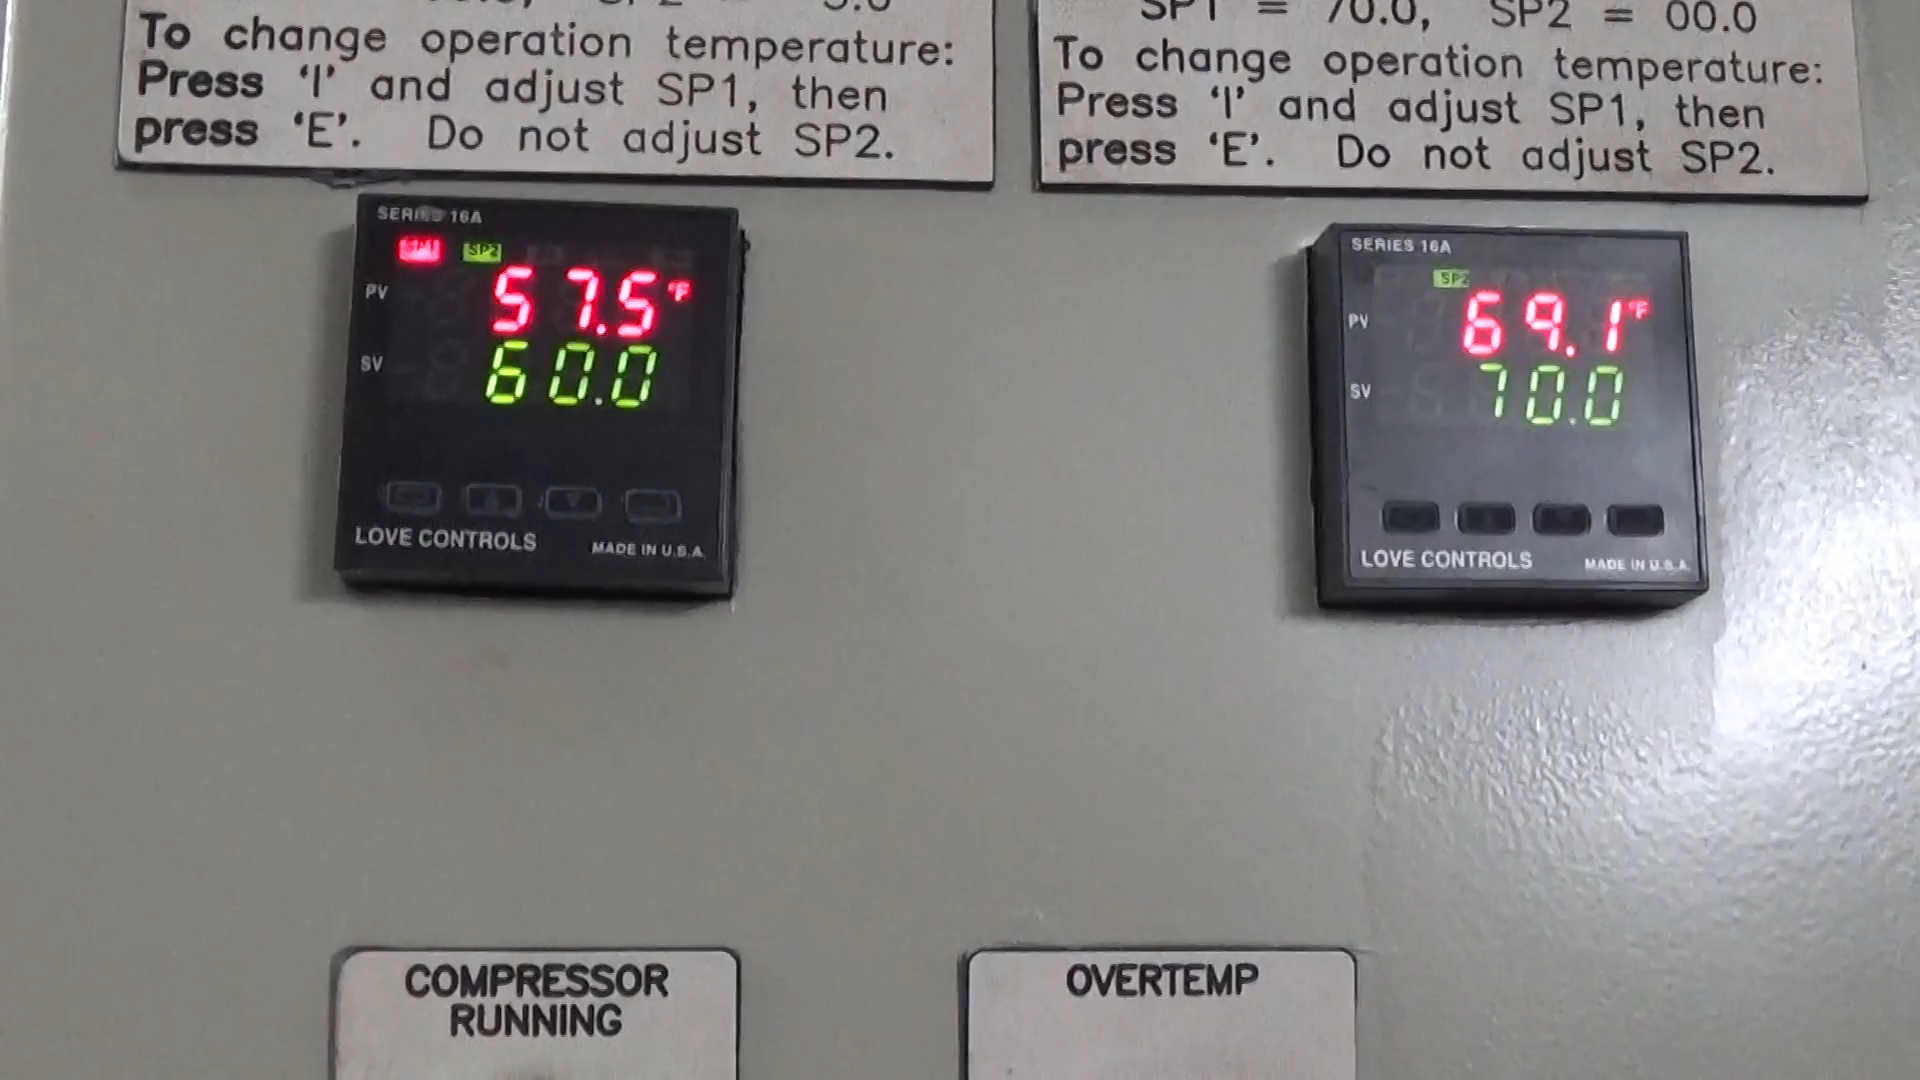 To change operation temperature:
Press 'I' and adjust SP1, then
press 'E'. Do not adjust SP2.
SP1 = 70.0, SP2 = 00.0
To change operation temperature:
Press 'I' and adjust SP1, then
press 'E'. Do not adjust SP2.
SERIES 16A
SP1 SP2
PV 57.5°F
SV 60.0
LOVE CONTROLS MADE IN U.S.A.
SERIES 16A
SP2
PV 69.1°F
SV 70.0
LOVE CONTROLS MADE IN U.S.A.
COMPRESSOR
RUNNING
OVERTEMP